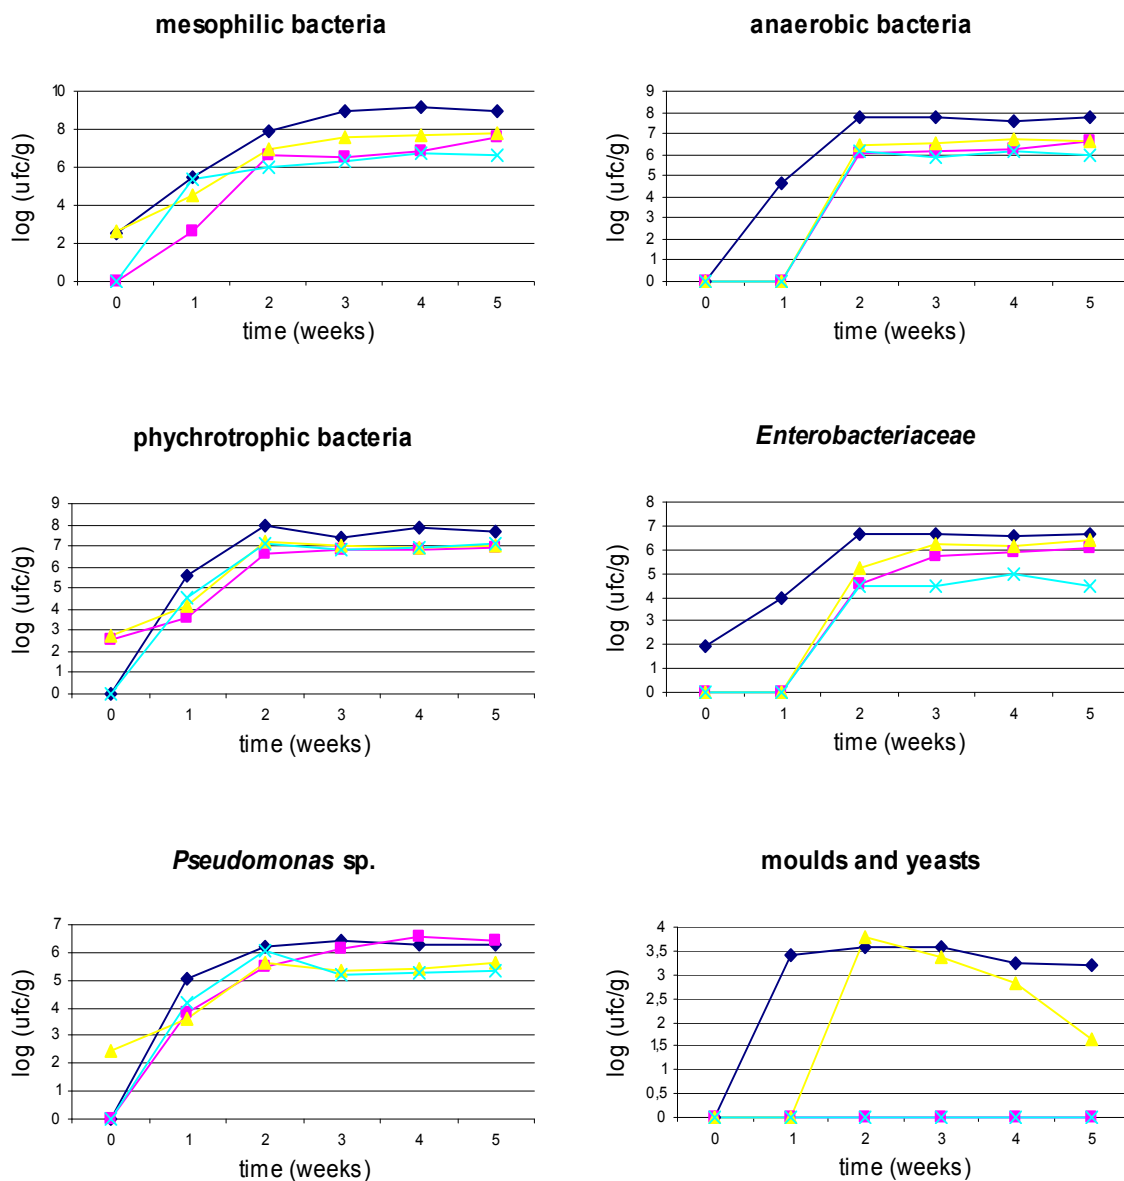 mesophilic bacteria
log (ufc/g)
10
8
6
4
2
0
0 1 2 3 4 5
time (weeks)
anaerobic bacteria
log (ufc/g)
9
8
7
6
5
4
3
2
1
0
0 1 2 3 4 5
time (weeks)
phychrotrophic bacteria
log (ufc/g)
9
8
7
6
5
4
3
2
1
0
0 1 2 3 4 5
time (weeks)
Enterobacteriaceae
log (ufc/g)
8
7
6
5
4
3
2
1
0
0 1 2 3 4 5
time (weeks)
Pseudomonas sp.
log (ufc/g)
7
6
5
4
3
2
1
0
0 1 2 3 4 5
time (weeks)
moulds and yeasts
log (ufc/g)
4
3,5
3
2,5
2
1,5
1
0,5
0
0 1 2 3 4 5
time (weeks)